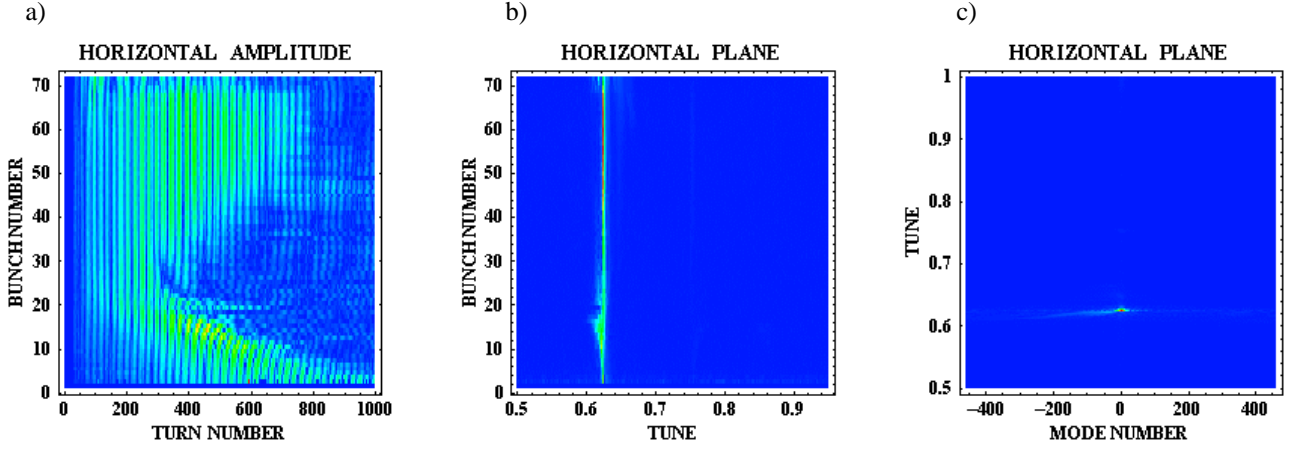 a)
HORIZONTAL AMPLITUDE
BUNCH NUMBER
70
60
50
40
30
20
10
0
0 200 400 600 800 1000
TURN NUMBER
b)
HORIZONTAL PLANE
BUNCH NUMBER
70
60
50
40
30
20
10
0
0.5 0.6 0.7 0.8 0.9
TUNE
c)
HORIZONTAL PLANE
TUNE
1
0.9
0.8
0.7
0.6
0.5
−400 −200 0 200 400
MODE NUMBER